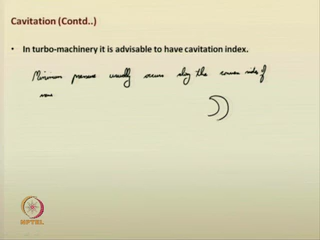 Cavitation (Contd..)
• In turbo-machinery it is advisable to have cavitation index.
Minimum pressure usually occurs along the convex side of
vane
NPTEL